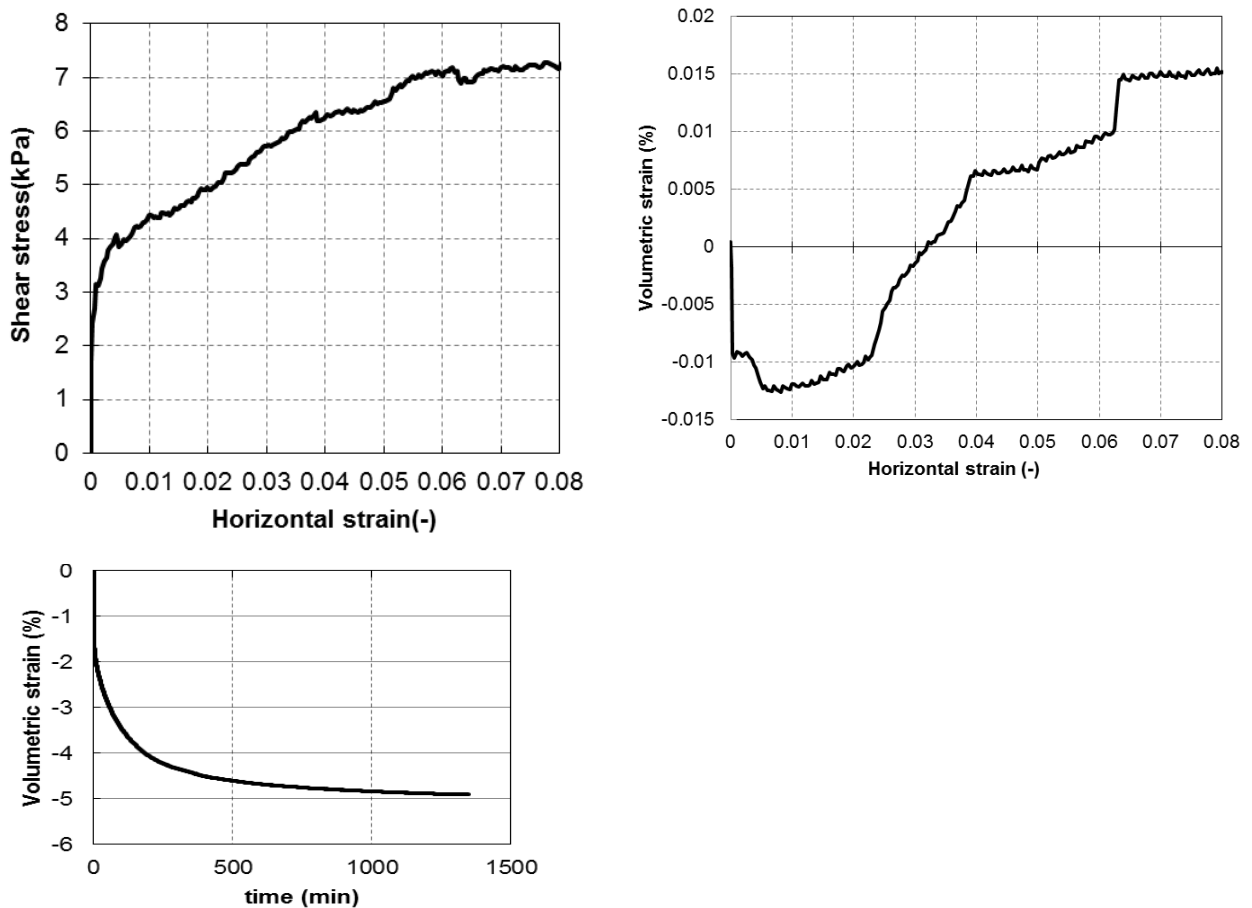 8
7
6
5
4
3
2
1
0
Shear stress(kPa)
0 0.01 0.02 0.03 0.04 0.05 0.06 0.07 0.08
Horizontal strain(-)
0.02
0.015
0.01
0.005
0
-0.005
-0.01
-0.015
Volumetric strain (%)
0 0.01 0.02 0.03 0.04 0.05 0.06 0.07 0.08
Horizontal strain (-)
0
-1
-2
-3
-4
-5
-6
Volumetric strain (%)
0 500 1000 1500
time (min)